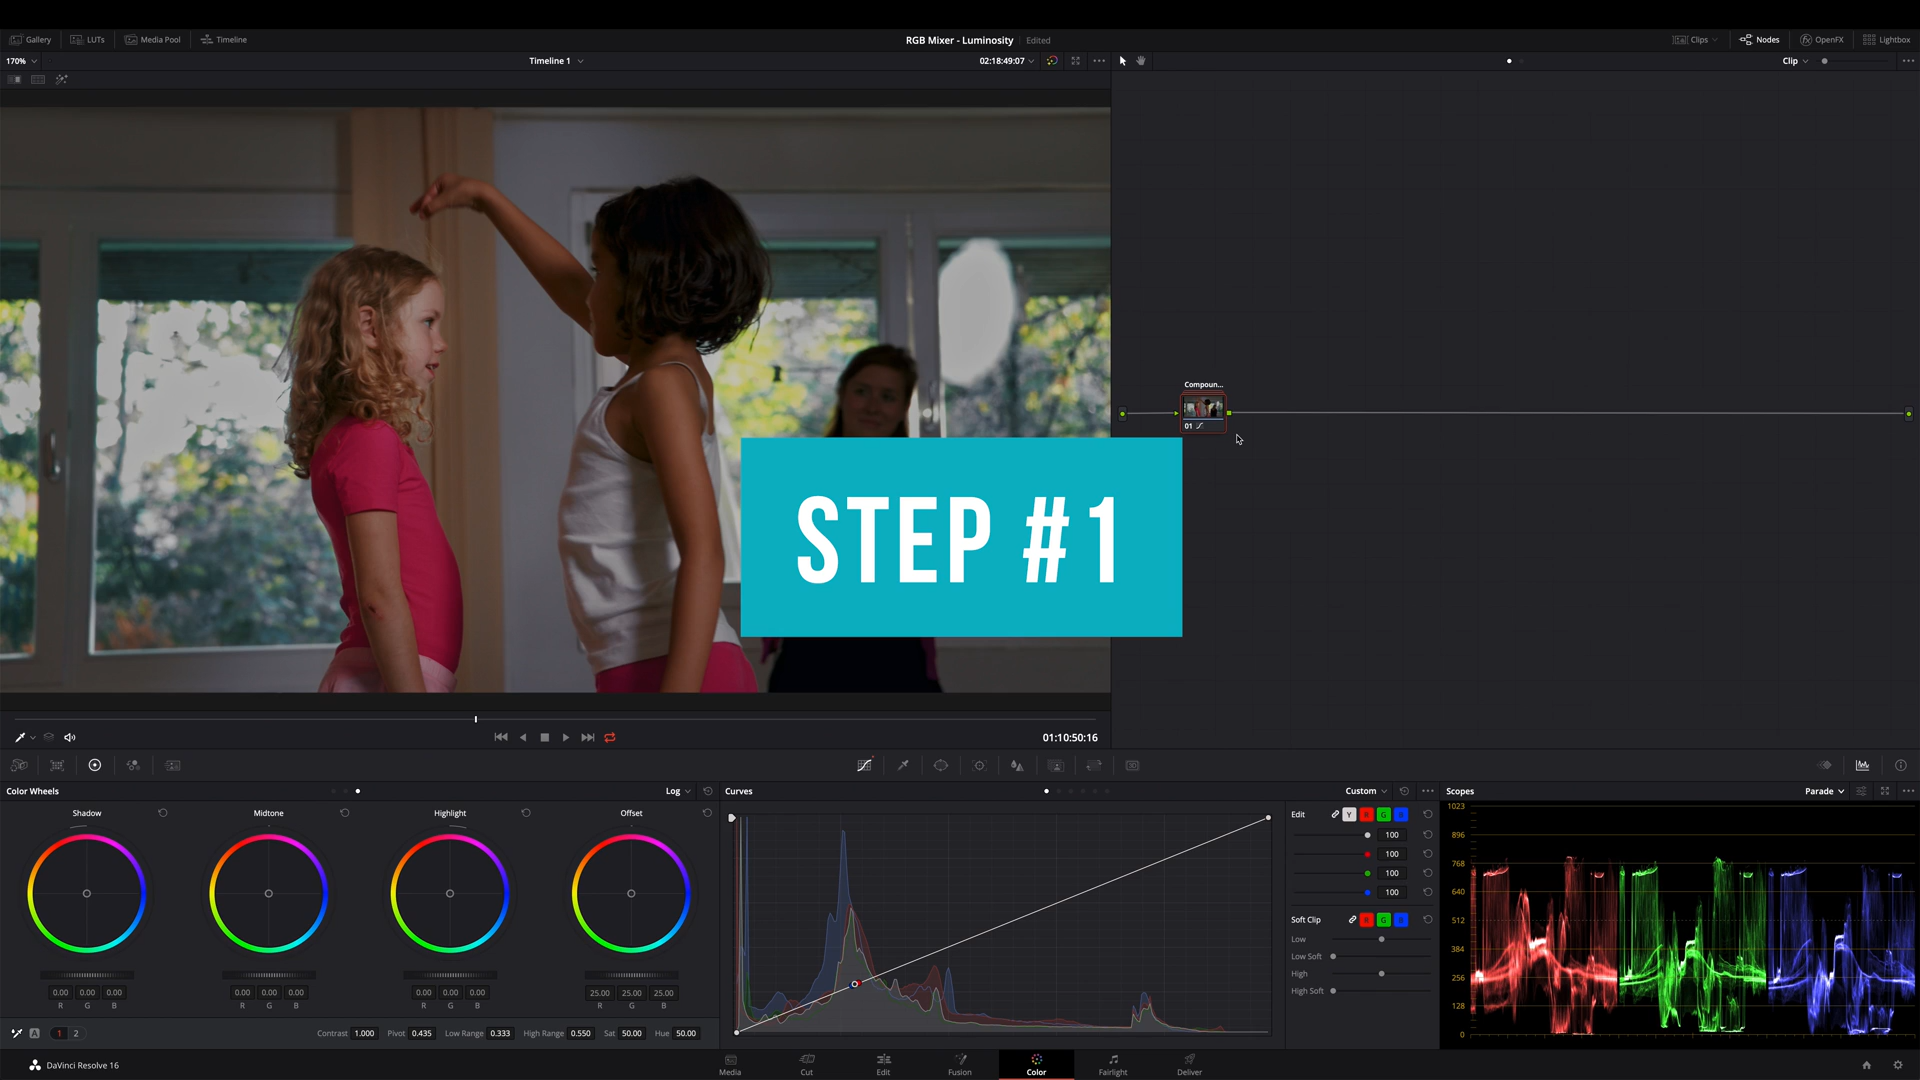 Gallery LUTs Media Pool Timeline RGB Mixer - Luminosity Edited Clips Nodes OpenFX Lightbox
170% Timeline 1 02:18:49:07 Clip
Compoun...
01
STEP #1
01:10:50:16
Color Wheels Log Curves Custom Scopes Parade
Shadow Midtone Highlight Offset
Edit Y R G B
100
100
100
100
Soft Clip R G B
Low
Low Soft
High
High Soft
1023
896
768
640
512
384
256
128
0
0.00 0.00 0.00 0.00 0.00 0.00 0.00 0.00 0.00 25.00 25.00 25.00
R G B R G B R G B R G B
A 1 2 Contrast 1.000 Pivot 0.435 Low Range 0.333 High Range 0.550 Sat 50.00 Hue 50.00
DaVinci Resolve 16 Media Cut Edit Fusion Color Fairlight Deliver